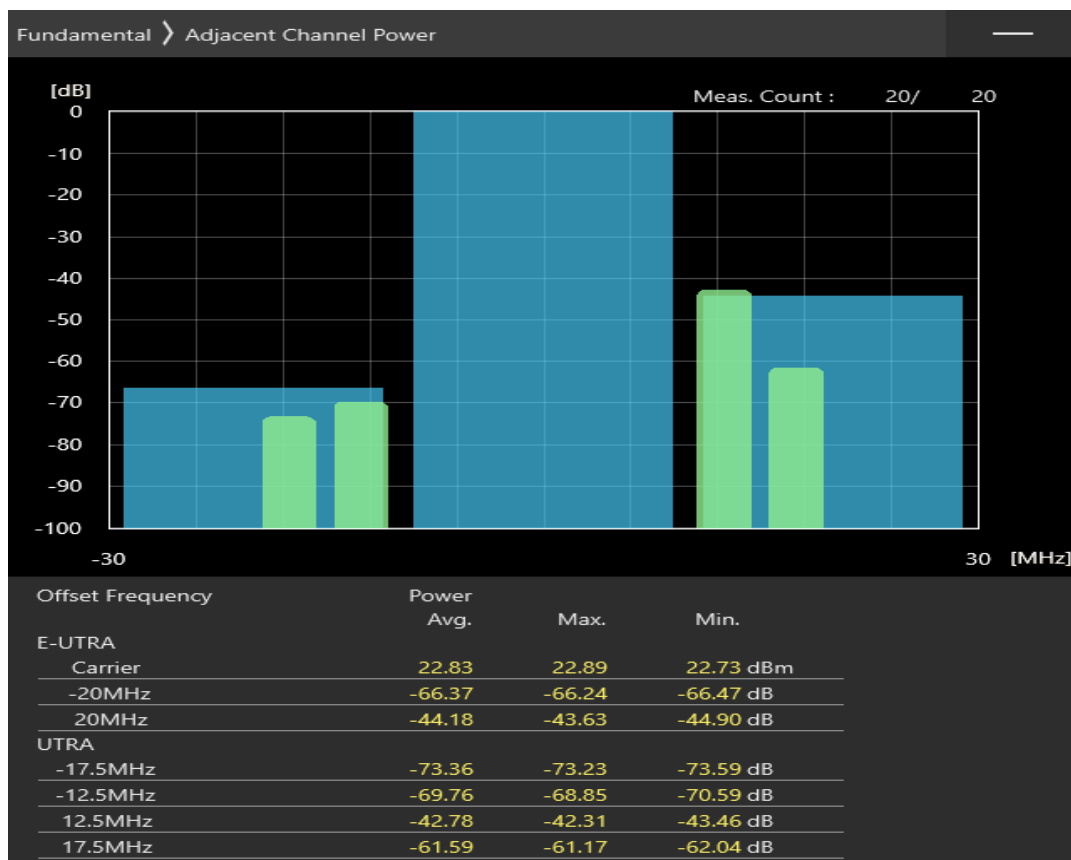 Fundamental ❯ Adjacent Channel Power
[dB]
Meas. Count : 20/ 20
0
-10
-20
-30
-40
-50
-60
-70
-80
-90
-100
-30 30 [MHz]
Offset Frequency Power
Avg. Max. Min.
E-UTRA
Carrier 22.83 22.89 22.73 dBm
-20MHz -66.37 -66.24 -66.47 dB
20MHz -44.18 -43.63 -44.90 dB
UTRA
-17.5MHz -73.36 -73.23 -73.59 dB
-12.5MHz -69.76 -68.85 -70.59 dB
12.5MHz -42.78 -42.31 -43.46 dB
17.5MHz -61.59 -61.17 -62.04 dB